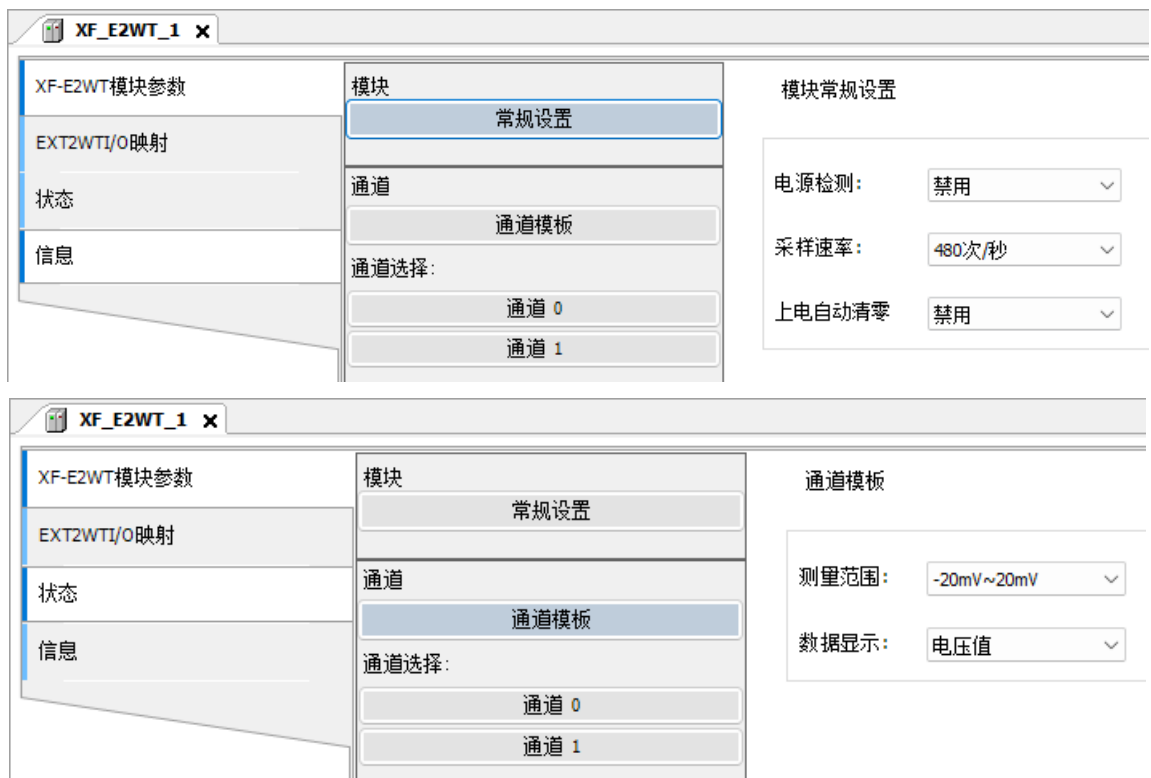 XF_E2WT_1
XF-E2WT模块参数
EXT2WTI/O映射
状态
信息
模块
常规设置
通道
通道模板
通道选择:
通道 0
通道 1
模块常规设置
电源检测: 禁用
采样速率: 480次/秒
上电自动清零 禁用
XF_E2WT_1
XF-E2WT模块参数
EXT2WTI/O映射
状态
信息
模块
常规设置
通道
通道模板
通道选择:
通道 0
通道 1
通道模板
测量范围: -20mV~20mV
数据显示: 电压值